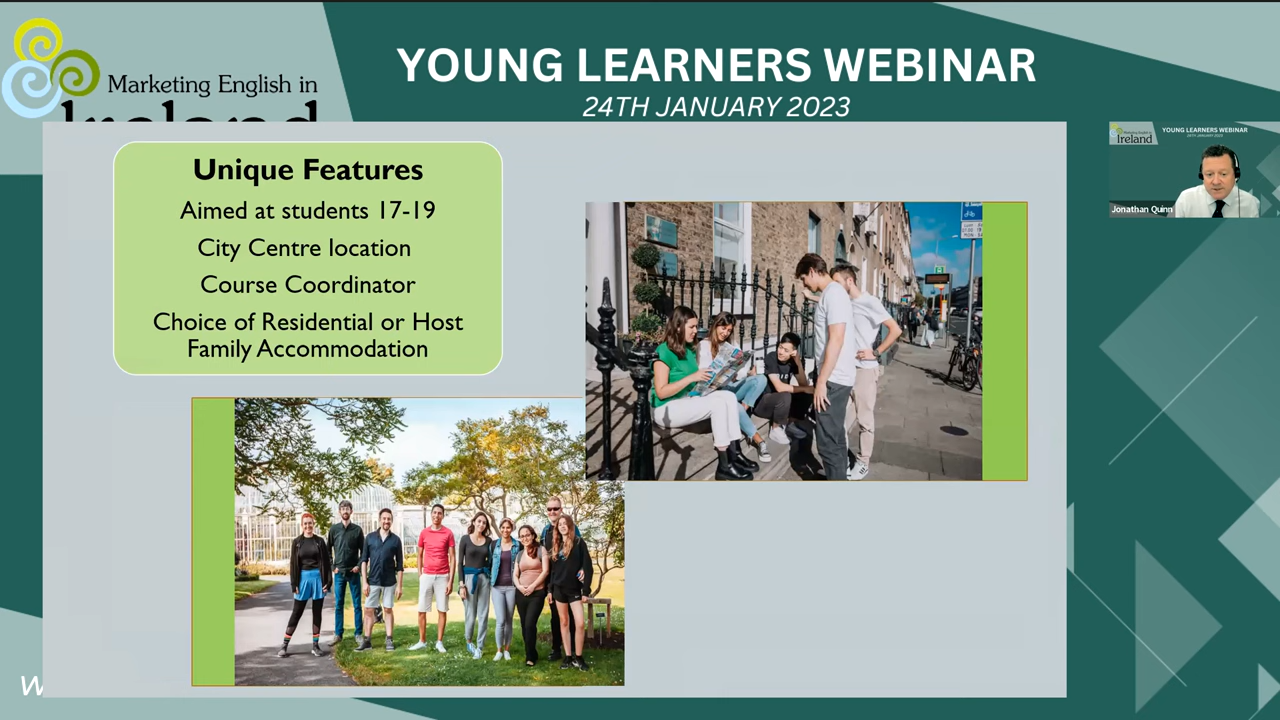 YOUNG LEARNERS WEBINAR
24TH JANUARY 2023
Marketing English in
Ireland
Unique Features
Aimed at students 17-19
City Centre location
Course Coordinator
Choice of Residential or Host
Family Accommodation
Ireland
YOUNG LEARNERS WEBINAR
Jonathan Quinn
W